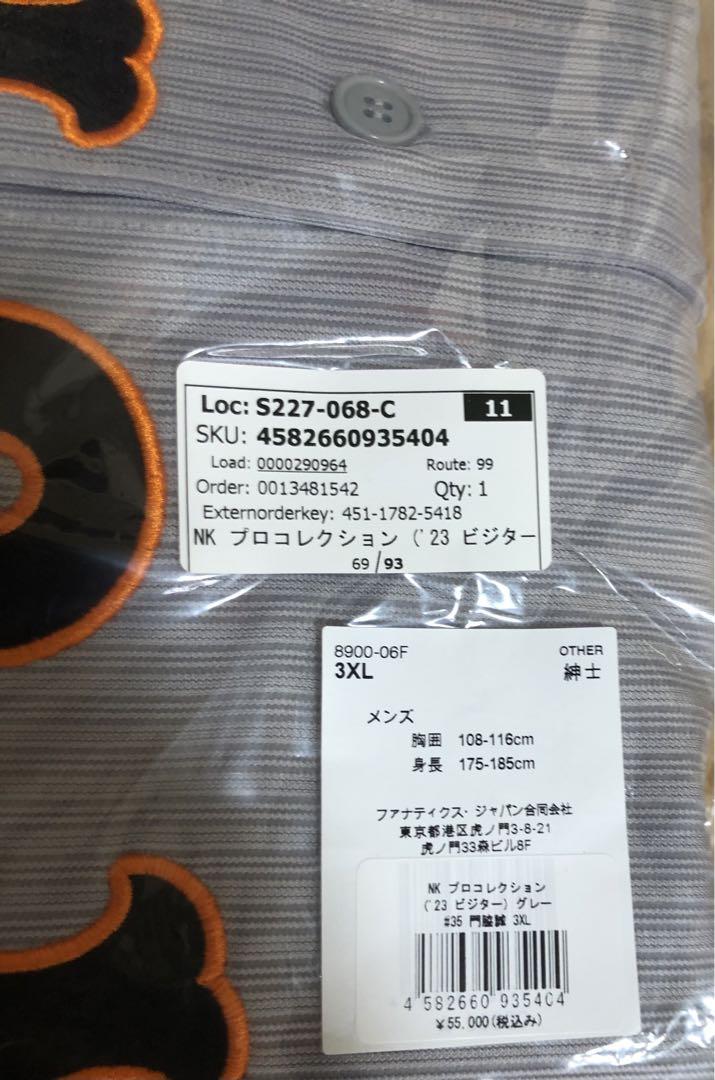 Loc: S227-068-C 11
SKU: 4582660935404
Load: 0000290964 Route: 99
Order: 0013481542 Qty: 1
Externorderkey: 451-1782-5418
NK プロコレクション ('23 ビジター
69 / 93
8900-06F OTHER
3XL 紳士
メンズ
胸囲 108-116cm
身長 175-185cm
ファナティクス・ジャパン合同会社
東京都港区虎ノ門3-8-21
虎ノ門33森ビル8F
NK プロコレクション
('23 ビジター) グレー
#35 門脇誠 3XL
4 582660 935404
¥55,000(税込み)